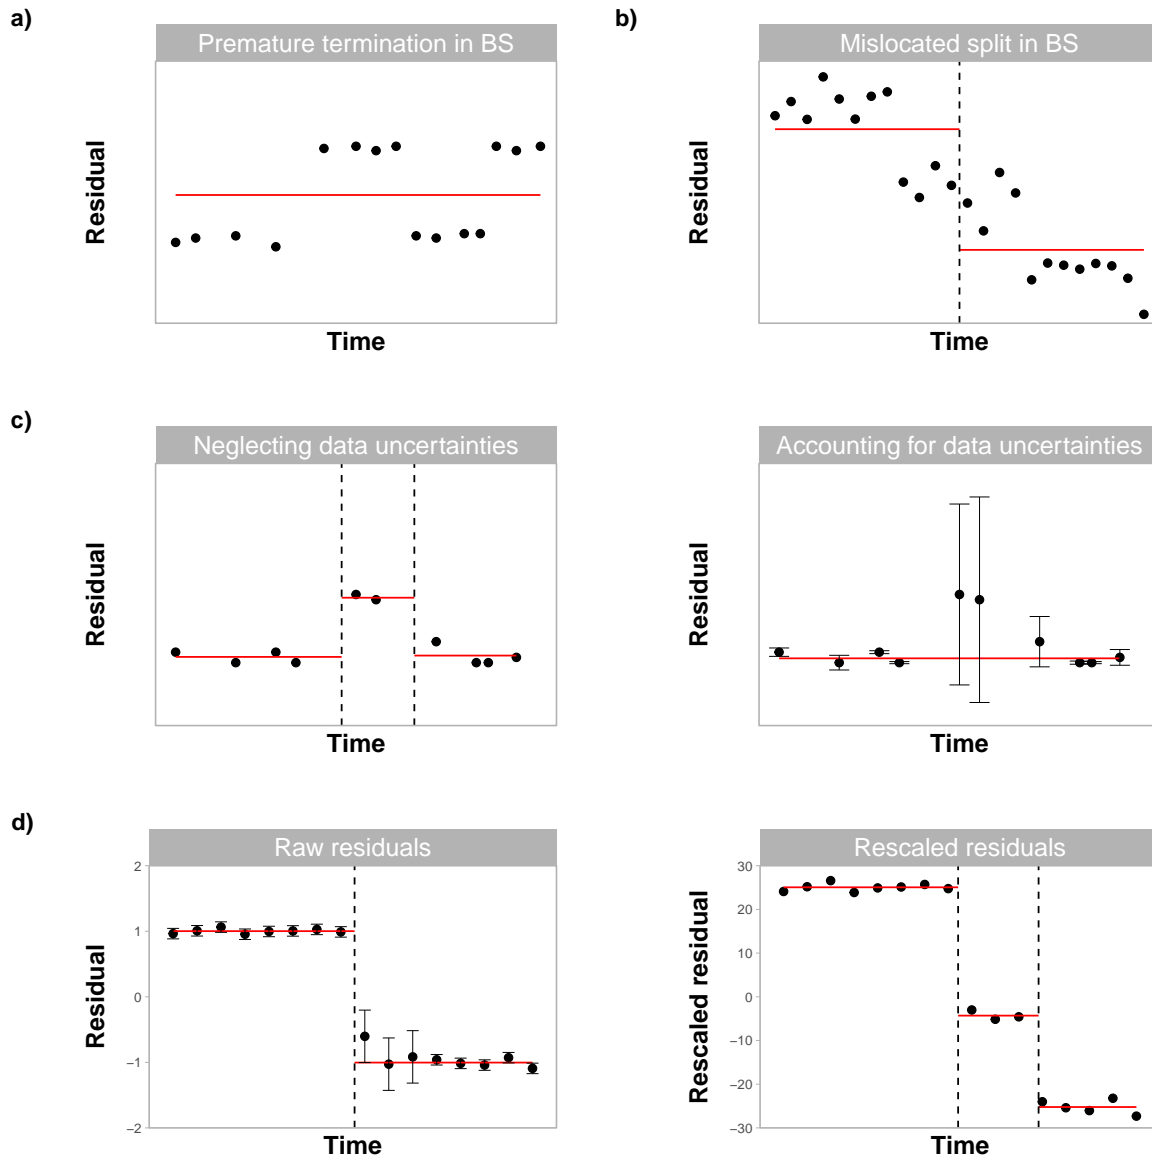 a)
Premature termination in BS
Residual
Time
b)
Mislocated split in BS
Residual
Time
c)
Neglecting data uncertainties
Residual
Time
Accounting for data uncertainties
Residual
Time
d)
Raw residuals
2
1
0
−1
−2
Residual
Time
Rescaled residuals
30
20
10
0
−10
−20
−30
Rescaled residual
Time